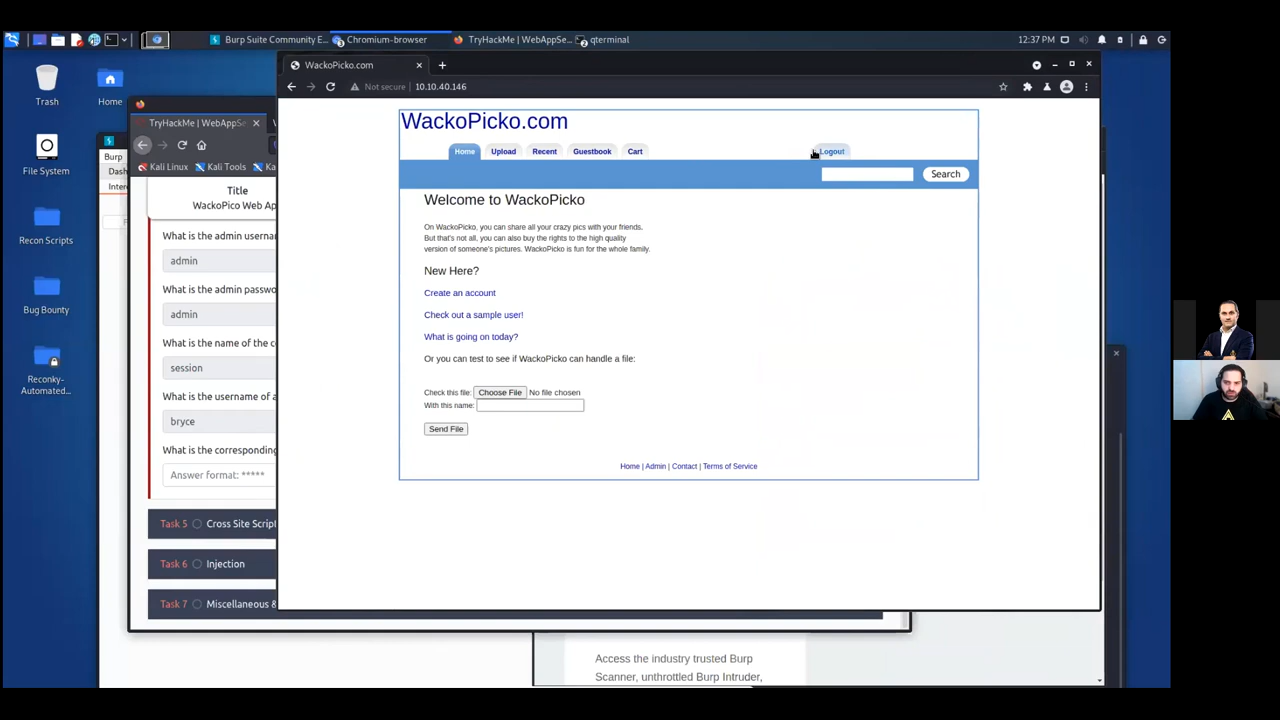 Burp Suite Community E...
Chromium-browser
TryHackMe | WebAppSe...
qterminal
12:37 PM
Trash
Home
File System
Recon Scripts
Bug Bounty
Reconky-
Automated...
WackoPicko.com
Not secure
10.10.40.146
TryHackMe | WebAppSe
Kali Linux
Kali Tools
Ka
Burp
Dash
Inter
Title
WackoPico Web Ap
What is the admin userna
admin
What is the admin passwo
admin
What is the name of the c
session
What is the username of a
bryce
What is the correspondin
Answer format: *****
Task 5
Cross Site Script
Task 6
Injection
Task 7
Miscellaneous &
WackoPicko.com
Home
Upload
Recent
Guestbook
Cart
Logout
Search
Welcome to WackoPicko
On WackoPicko, you can share all your crazy pics with your friends.
But that's not all, you can also buy the rights to the high quality
version of someone's pictures. WackoPicko is fun for the whole family.
New Here?
Create an account
Check out a sample user!
What is going on today?
Or you can test to see if WackoPicko can handle a file:
Check this file: Choose File No file chosen
With this name:
Send File
Home | Admin | Contact | Terms of Service
Access the industry trusted Burp
Scanner, unthrottled Burp Intruder,